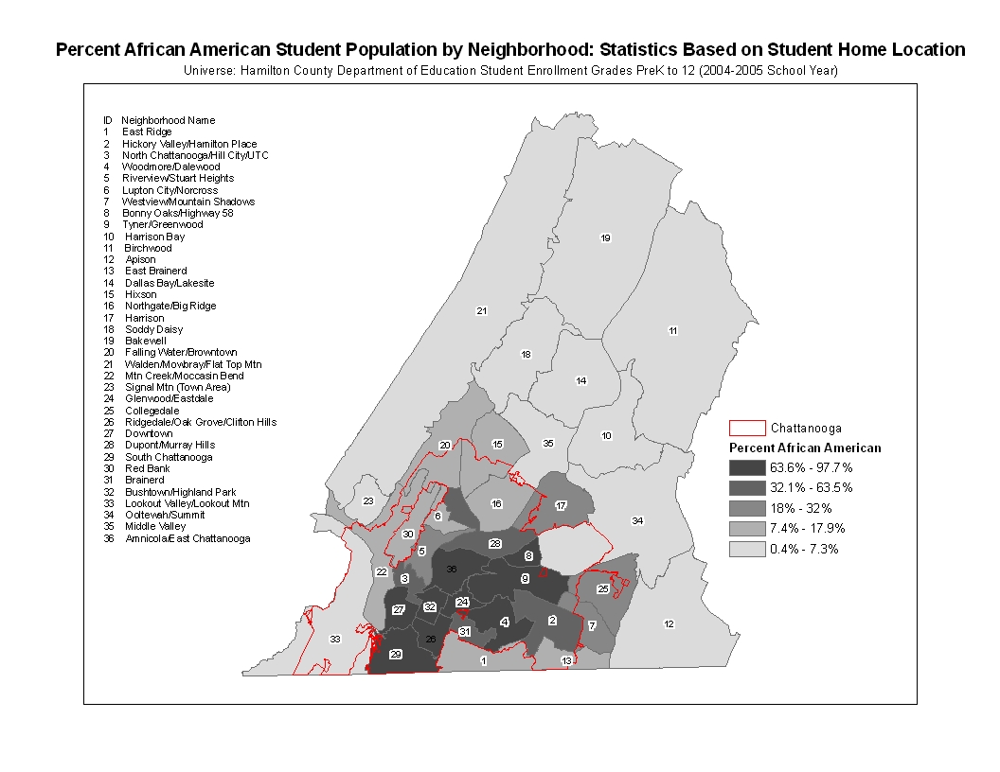 Percent African American Student Population by Neighborhood: Statistics Based on Student Home Location
Universe: Hamilton County Department of Education Student Enrollment Grades PreK to 12 (2004-2005 School Year)
ID Neighborhood Name
1 East Ridge
2 Hickory Valley/Hamilton Place
3 North Chattanooga/Hill City/UTC
4 Woodmore/Dalewood
5 Riverview/Stuart Heights
6 Lupton City/Norcross
7 Westview/Mountain Shadows
8 Bonny Oaks/Highway 58
9 Tyner/Greenwood
10 Harrison Bay
11 Birchwood
12 Apison
13 East Brainerd
14 Dallas Bay/Lakesite
15 Hixson
16 Northgate/Big Ridge
17 Harrison
18 Soddy Daisy
19 Bakewell
20 Falling Water/Browntown
21 Walden/Mowbray/Flat Top Mtn
22 Mtn Creek/Moccasin Bend
23 Signal Mtn (Town Area)
24 Glenwood/Eastdale
25 Collegedale
26 Ridgedale/Oak Grove/Clifton Hills
27 Downtown
28 Dupont/Murray Hills
29 South Chattanooga
30 Red Bank
31 Brainerd
32 Bushtown/Highland Park
33 Lookout Valley/Lookout Mtn
34 Ooltewah/Summit
35 Middle Valley
36 Amnicola/East Chattanooga
19
21
11
18
14
10
20
15
35
23
16
17
6
34
30
28
5
8
22
3
36
9
25
27
32
24
2
7
12
31
4
33
26
29
1
13
Chattanooga
Percent African American
63.6% - 97.7%
32.1% - 63.5%
18% - 32%
7.4% - 17.9%
0.4% - 7.3%